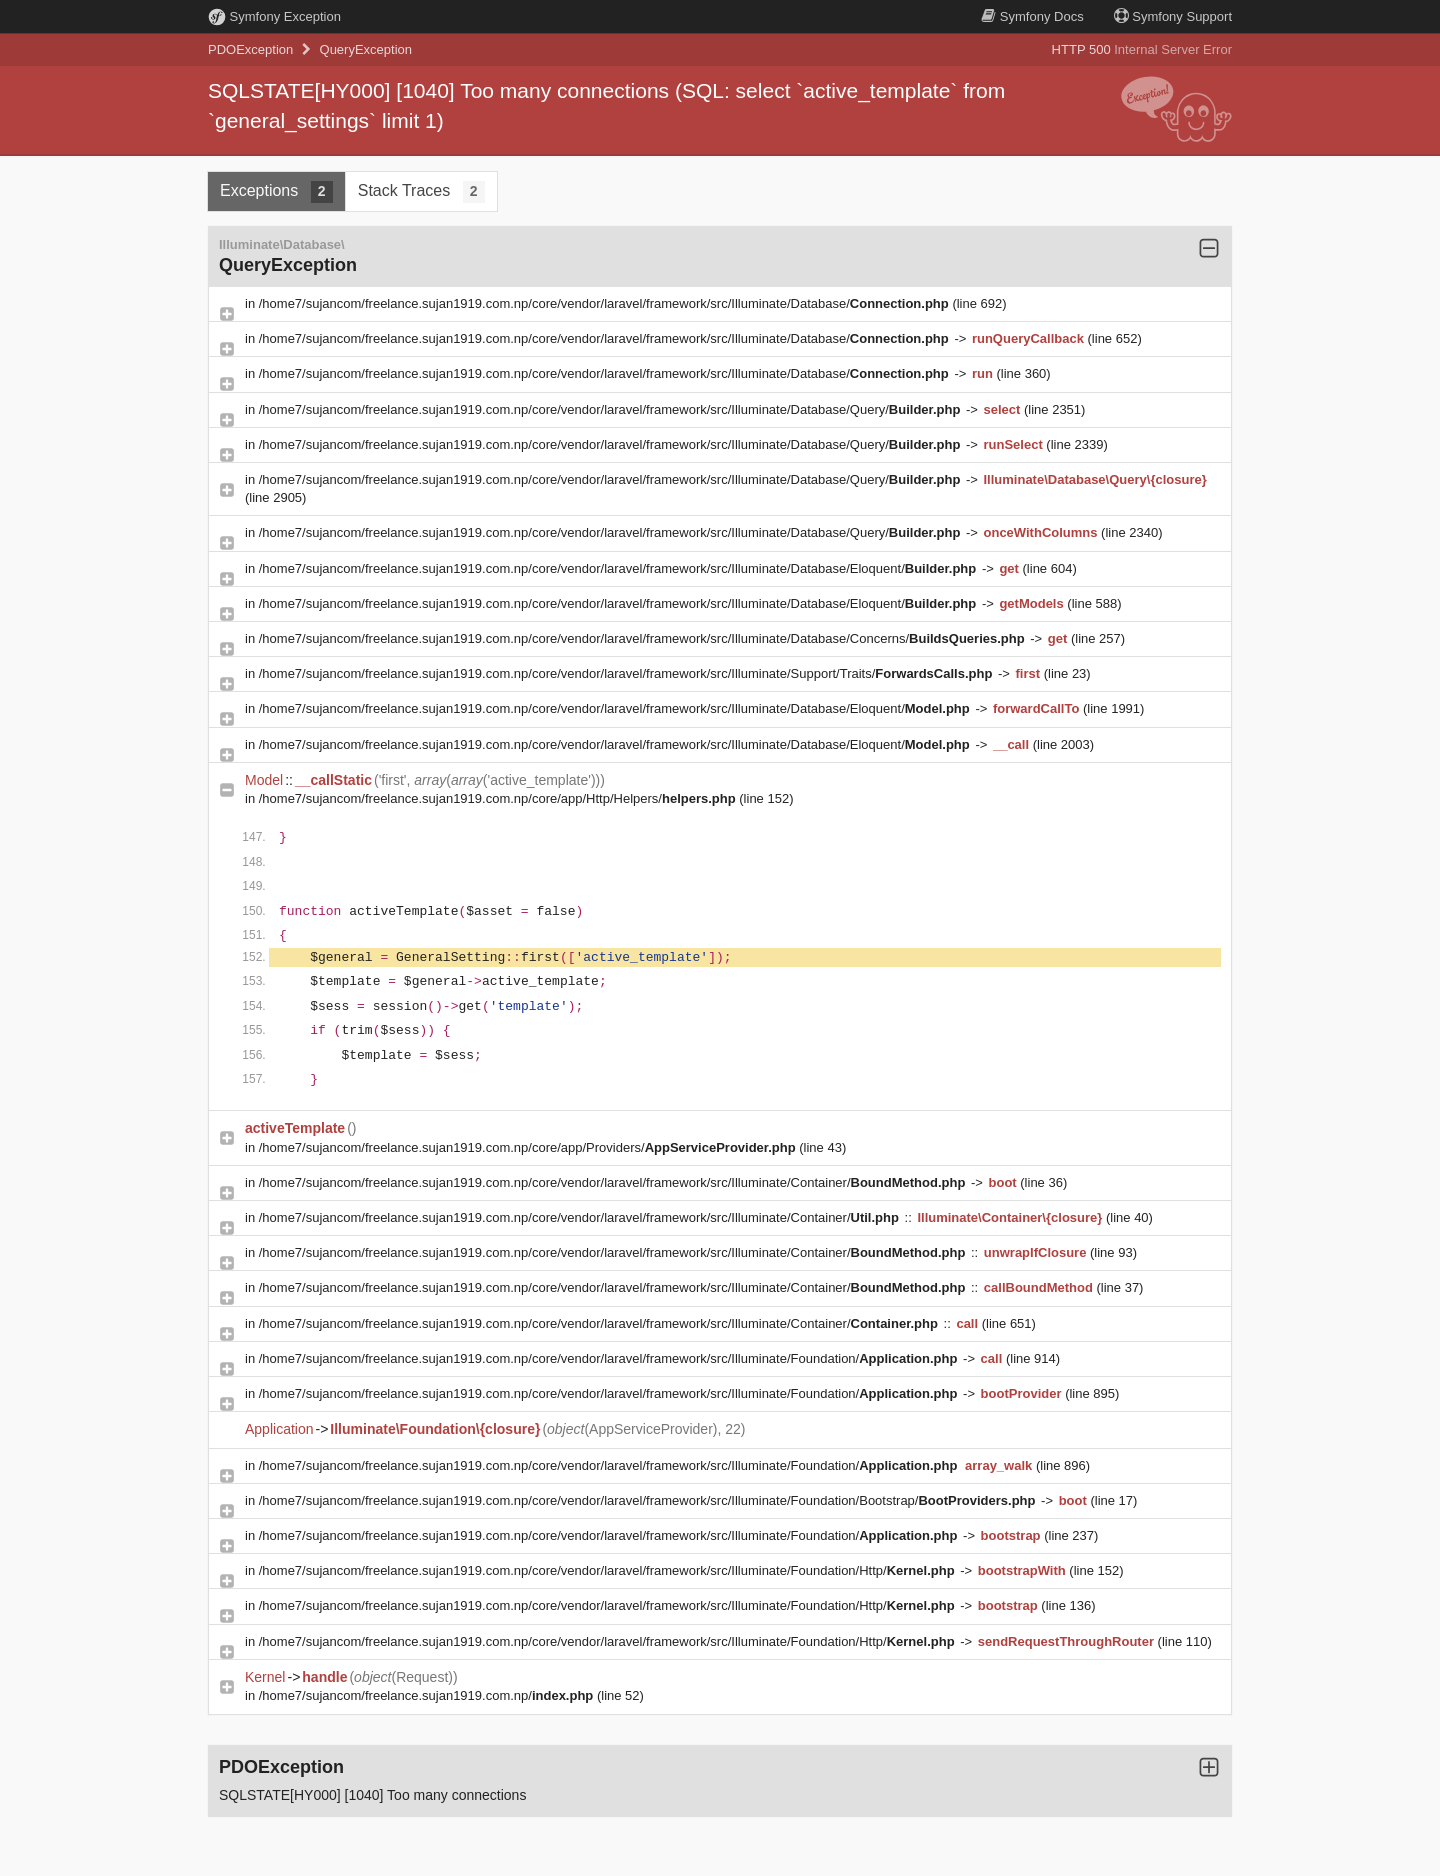 Symfony Exception
Symfony Docs
Symfony Support
PDOException QueryException
HTTP 500 Internal Server Error
SQLSTATE[HY000] [1040] Too many connections (SQL: select `active_template` from
`general_settings` limit 1)
Exception!
Exceptions 2
Stack Traces 2
Illuminate\Database\
QueryException
in /home7/sujancom/freelance.sujan1919.com.np/core/vendor/laravel/framework/src/Illuminate/Database/Connection.php (line 692)
in /home7/sujancom/freelance.sujan1919.com.np/core/vendor/laravel/framework/src/Illuminate/Database/Connection.php -> runQueryCallback (line 652)
in /home7/sujancom/freelance.sujan1919.com.np/core/vendor/laravel/framework/src/Illuminate/Database/Connection.php -> run (line 360)
in /home7/sujancom/freelance.sujan1919.com.np/core/vendor/laravel/framework/src/Illuminate/Database/Query/Builder.php -> select (line 2351)
in /home7/sujancom/freelance.sujan1919.com.np/core/vendor/laravel/framework/src/Illuminate/Database/Query/Builder.php -> runSelect (line 2339)
in /home7/sujancom/freelance.sujan1919.com.np/core/vendor/laravel/framework/src/Illuminate/Database/Query/Builder.php -> Illuminate\Database\Query\{closure}
(line 2905)
in /home7/sujancom/freelance.sujan1919.com.np/core/vendor/laravel/framework/src/Illuminate/Database/Query/Builder.php -> onceWithColumns (line 2340)
in /home7/sujancom/freelance.sujan1919.com.np/core/vendor/laravel/framework/src/Illuminate/Database/Eloquent/Builder.php -> get (line 604)
in /home7/sujancom/freelance.sujan1919.com.np/core/vendor/laravel/framework/src/Illuminate/Database/Eloquent/Builder.php -> getModels (line 588)
in /home7/sujancom/freelance.sujan1919.com.np/core/vendor/laravel/framework/src/Illuminate/Database/Concerns/BuildsQueries.php -> get (line 257)
in /home7/sujancom/freelance.sujan1919.com.np/core/vendor/laravel/framework/src/Illuminate/Support/Traits/ForwardsCalls.php -> first (line 23)
in /home7/sujancom/freelance.sujan1919.com.np/core/vendor/laravel/framework/src/Illuminate/Database/Eloquent/Model.php -> forwardCallTo (line 1991)
in /home7/sujancom/freelance.sujan1919.com.np/core/vendor/laravel/framework/src/Illuminate/Database/Eloquent/Model.php -> __call (line 2003)
Model::__callStatic('first', array(array('active_template')))
in /home7/sujancom/freelance.sujan1919.com.np/core/app/Http/Helpers/helpers.php (line 152)
147. }
148.
149.
150. function activeTemplate($asset = false)
151. {
152. $general = GeneralSetting::first(['active_template']);
153. $template = $general->active_template;
154. $sess = session()->get('template');
155. if (trim($sess)) {
156. $template = $sess;
157. }
activeTemplate()
in /home7/sujancom/freelance.sujan1919.com.np/core/app/Providers/AppServiceProvider.php (line 43)
in /home7/sujancom/freelance.sujan1919.com.np/core/vendor/laravel/framework/src/Illuminate/Container/BoundMethod.php -> boot (line 36)
in /home7/sujancom/freelance.sujan1919.com.np/core/vendor/laravel/framework/src/Illuminate/Container/Util.php :: Illuminate\Container\{closure} (line 40)
in /home7/sujancom/freelance.sujan1919.com.np/core/vendor/laravel/framework/src/Illuminate/Container/BoundMethod.php :: unwrapIfClosure (line 93)
in /home7/sujancom/freelance.sujan1919.com.np/core/vendor/laravel/framework/src/Illuminate/Container/BoundMethod.php :: callBoundMethod (line 37)
in /home7/sujancom/freelance.sujan1919.com.np/core/vendor/laravel/framework/src/Illuminate/Container/Container.php :: call (line 651)
in /home7/sujancom/freelance.sujan1919.com.np/core/vendor/laravel/framework/src/Illuminate/Foundation/Application.php -> call (line 914)
in /home7/sujancom/freelance.sujan1919.com.np/core/vendor/laravel/framework/src/Illuminate/Foundation/Application.php -> bootProvider (line 895)
Application->Illuminate\Foundation\{closure}(object(AppServiceProvider), 22)
in /home7/sujancom/freelance.sujan1919.com.np/core/vendor/laravel/framework/src/Illuminate/Foundation/Application.php array_walk (line 896)
in /home7/sujancom/freelance.sujan1919.com.np/core/vendor/laravel/framework/src/Illuminate/Foundation/Bootstrap/BootProviders.php -> boot (line 17)
in /home7/sujancom/freelance.sujan1919.com.np/core/vendor/laravel/framework/src/Illuminate/Foundation/Application.php -> bootstrap (line 237)
in /home7/sujancom/freelance.sujan1919.com.np/core/vendor/laravel/framework/src/Illuminate/Foundation/Http/Kernel.php -> bootstrapWith (line 152)
in /home7/sujancom/freelance.sujan1919.com.np/core/vendor/laravel/framework/src/Illuminate/Foundation/Http/Kernel.php -> bootstrap (line 136)
in /home7/sujancom/freelance.sujan1919.com.np/core/vendor/laravel/framework/src/Illuminate/Foundation/Http/Kernel.php -> sendRequestThroughRouter (line 110)
Kernel->handle(object(Request))
in /home7/sujancom/freelance.sujan1919.com.np/index.php (line 52)
PDOException
SQLSTATE[HY000] [1040] Too many connections